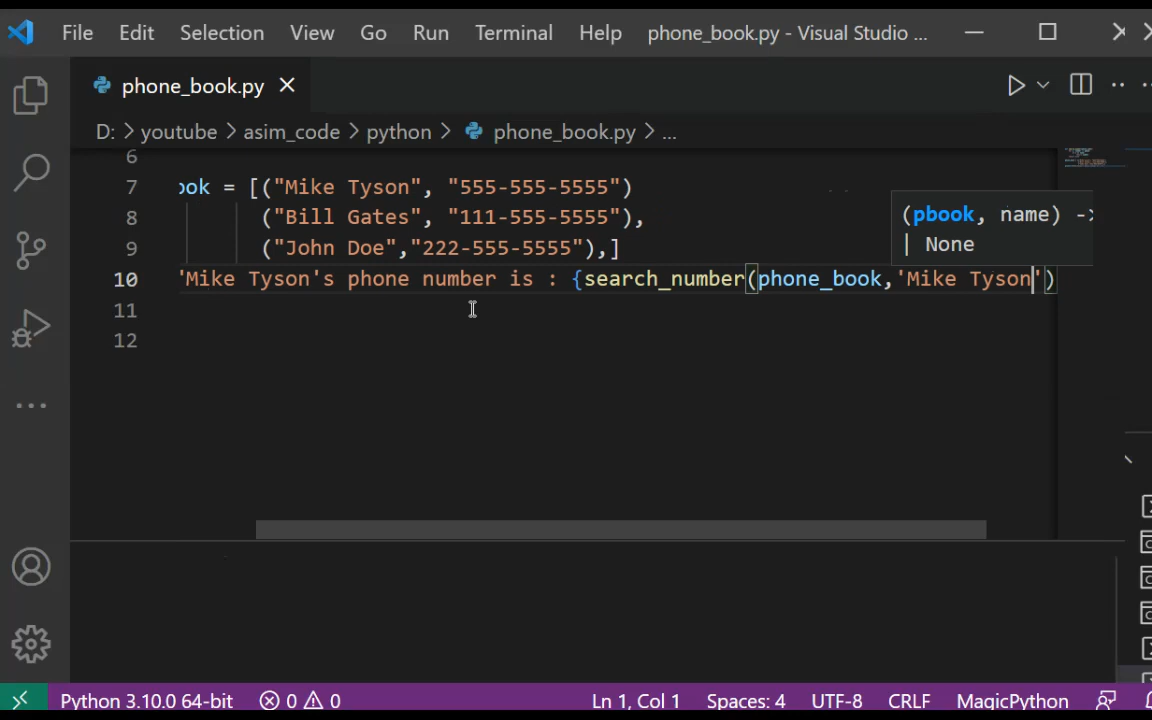 File Edit Selection View Go Run Terminal Help phone_book.py - Visual Studio ...
phone_book.py
D: > youtube > asim_code > python > phone_book.py > ...
6
7 ook = [("Mike Tyson", "555-555-5555")
8 ("Bill Gates", "111-555-5555"),
9 ("John Doe","222-555-5555"),]
10 'Mike Tyson's phone number is : {search_number(phone_book,'Mike Tyson')
11
12
(pbook, name) ->
| None
Python 3.10.0 64-bit 0 0 Ln 1, Col 1 Spaces: 4 UTF-8 CRLF MagicPython